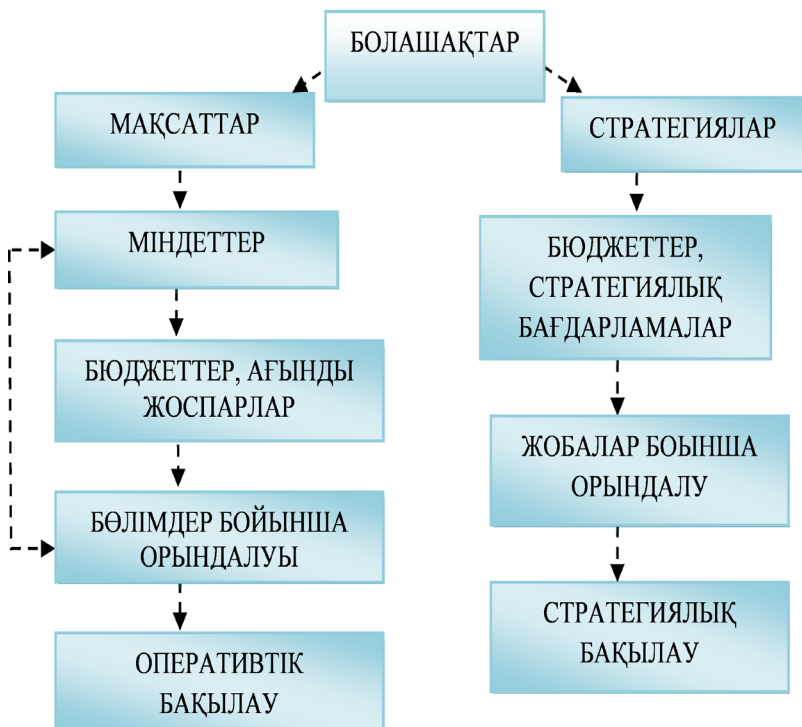 БОЛАШАҚТАР
МАҚСАТТАР
МІНДЕТТЕР
БЮДЖЕТТЕР, АҒЫНДЫ
ЖОСПАРЛАР
БӨЛІМДЕР БОЙЫНША
ОРЫНДАЛУЫ
ОПЕРАТИВТІК
БАҚЫЛАУ
СТРАТЕГИЯЛАР
БЮДЖЕТТЕР,
СТРАТЕГИЯЛЫҚ
БАҒДАРЛАМАЛАР
ЖОБАЛАР БОЫНША
ОРЫНДАЛУ
СТРАТЕГИЯЛЫҚ
БАҚЫЛАУ